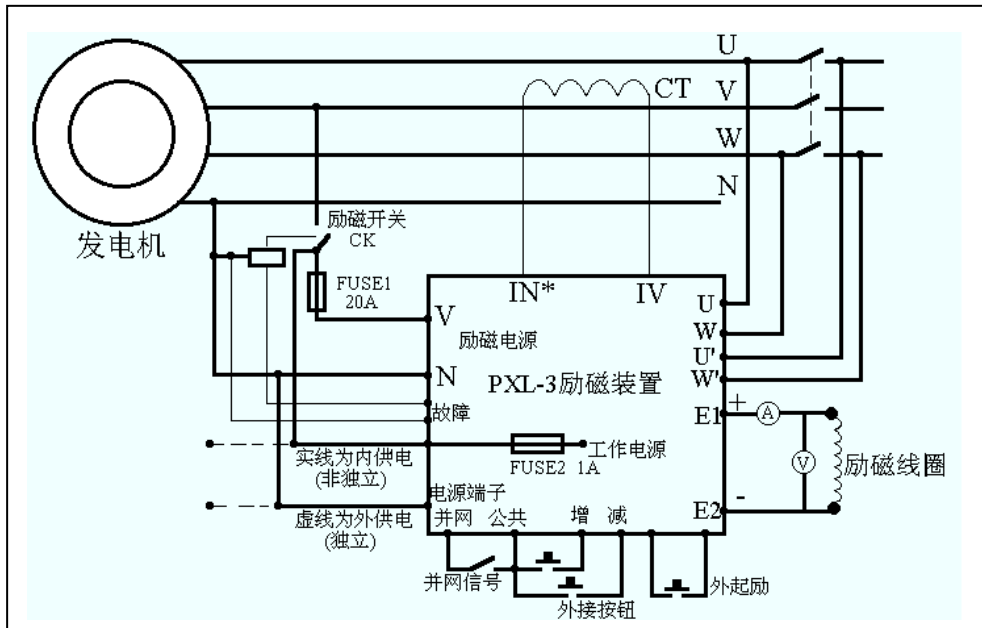 U
CT
V
W
N
发电机
励磁开关
CK
FUSE1
20A
IN*
IV
V
励磁电源
U
W
U'
W'
PXL-3励磁装置
N
故障
E1
+
A
V
励磁线圈
工作电源
FUSE2 1A
实线为内供电
(非独立)
电源端子
-
E2
虚线为外供电
(独立)
并网 公共 增 减
并网信号
外接按钮
外起励